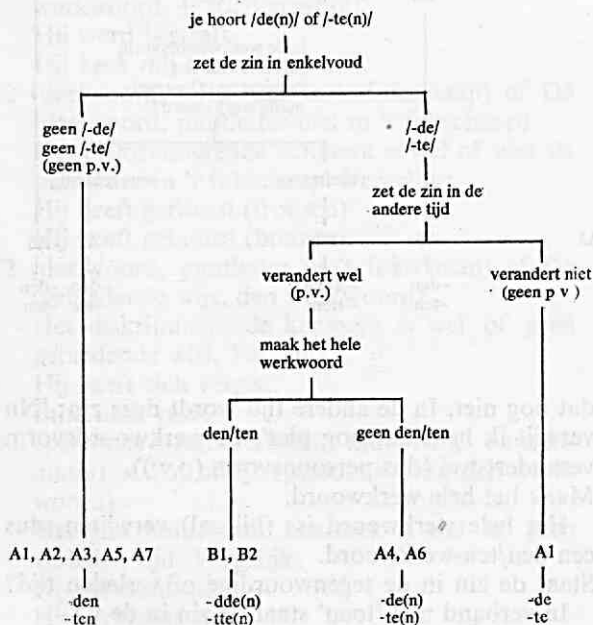 je hoort /de(n)/ of /-te(n)/
zet de zin in enkelvoud
geen /-de/
geen /-te/
(geen p.v.)
/-de/
/-te/
zet de zin in de
andere tijd
verandert wel
(p.v.)
verandert niet
(geen p v )
maak het hele
werkwoord
den/ten
geen den/ten
A1, A2, A3, A5, A7
B1, B2
A4, A6
A1
-den
-ten
-dde(n)
-tte(n)
-de(n)
-te(n)
-de
-te